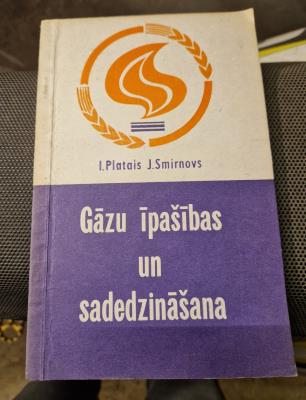 I.Platais J.Smirnovs
Gāzu īpašības
un
sadedzināšana